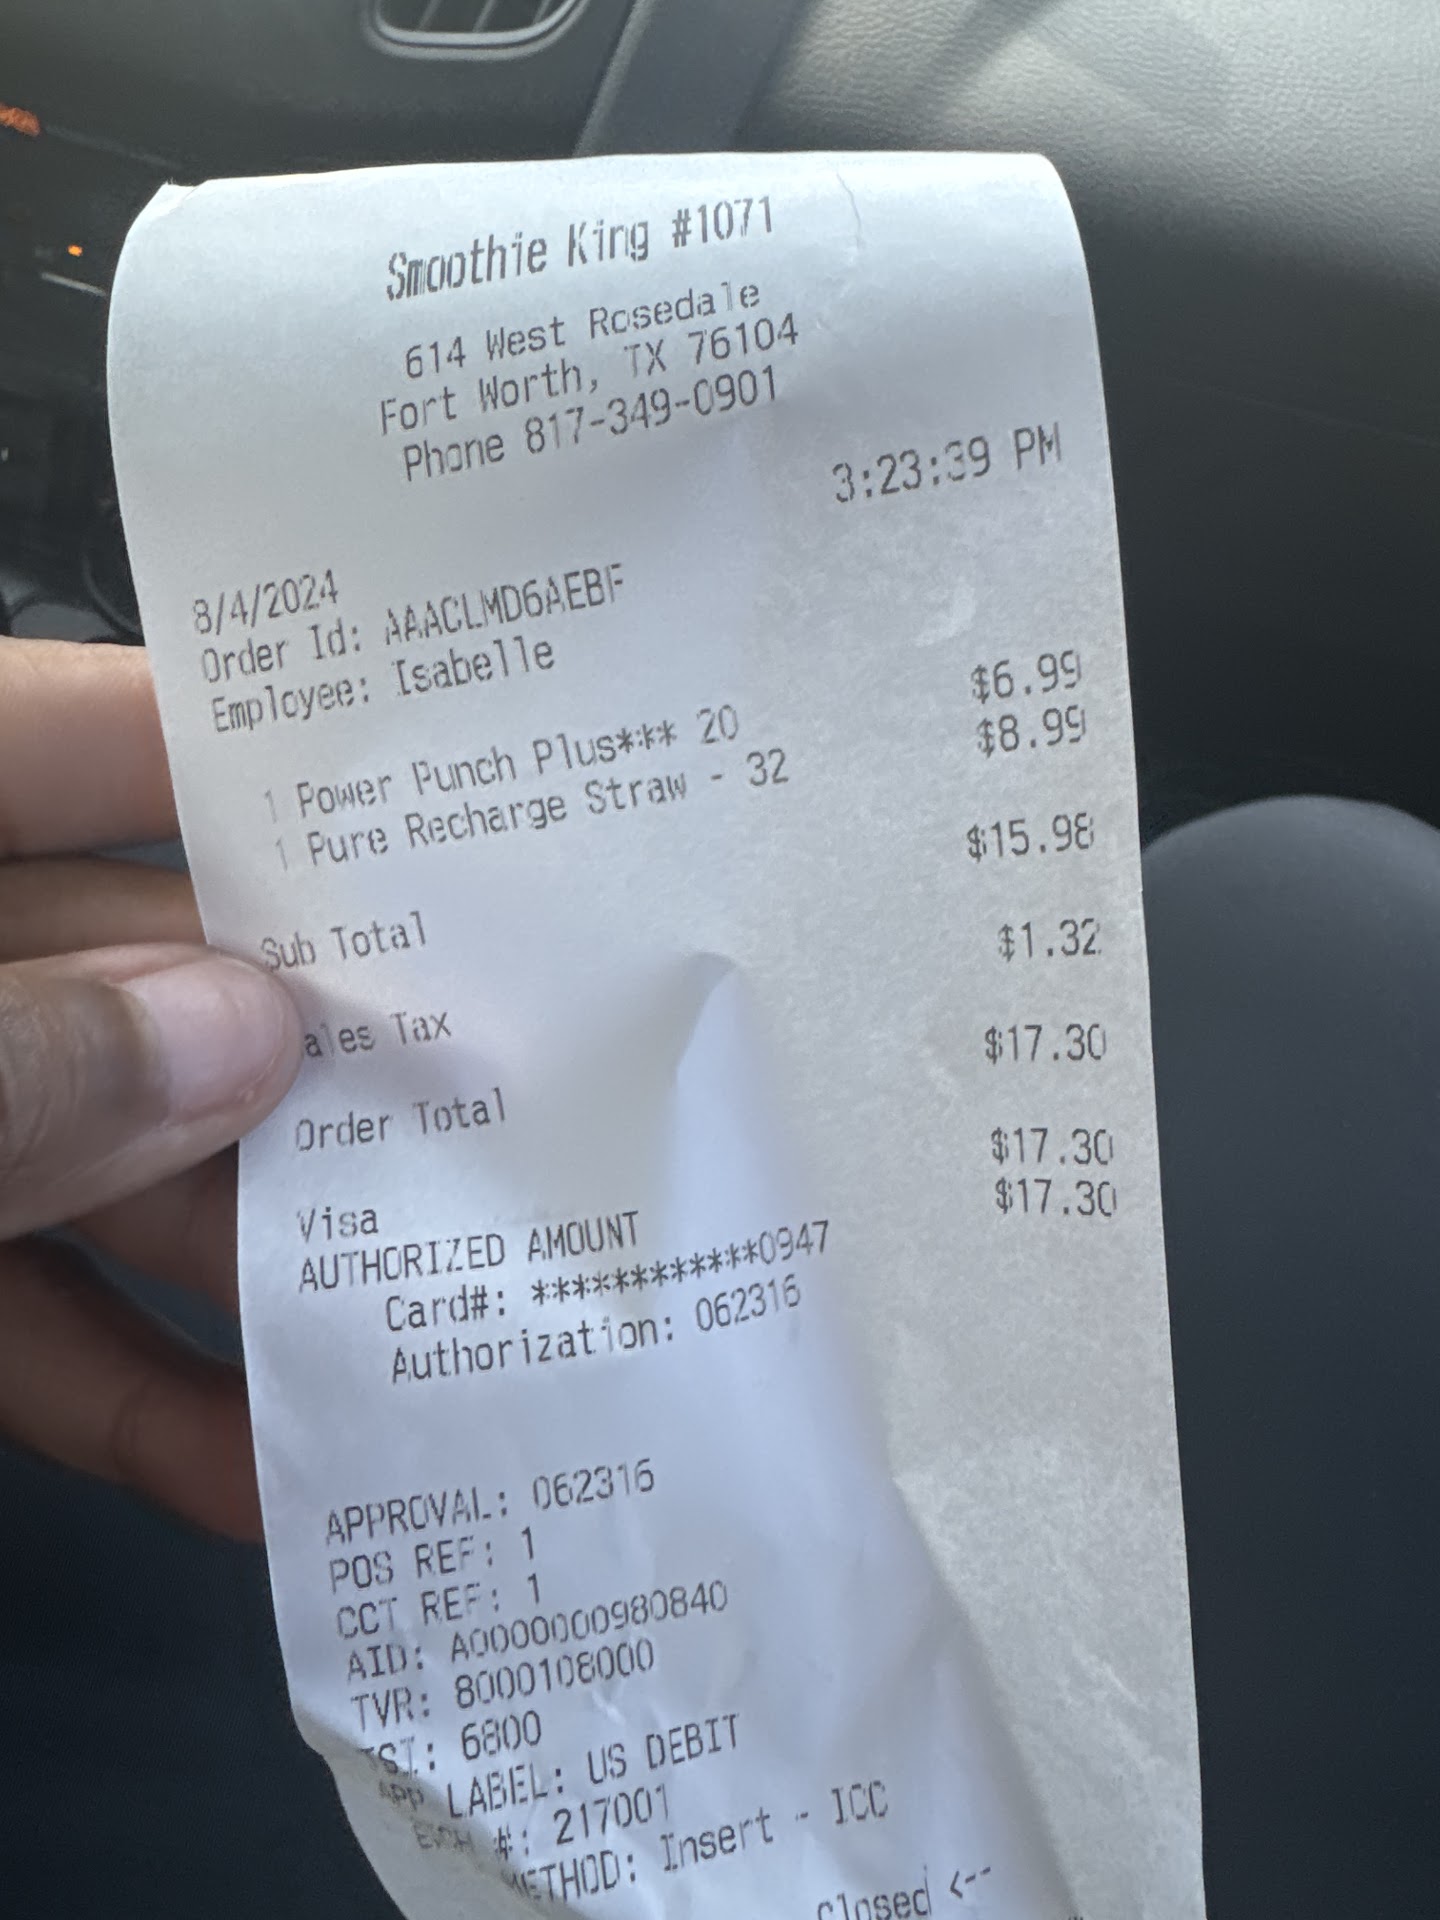 Smoothie King #1071
614 West Rosedale
Fort Worth, TX 76104
Phone 817-349-0901
8/4/2024 3:23:39 PM
Order Id: AAACLMD6AEBF
Employee: Isabelle
1 Power Punch Plus*** 20 $6.99
1 Pure Recharge Straw - 32 $8.99
Sub Total $15.98
ales Tax $1.32
Order Total $17.30
Visa $17.30
AUTHORIZED AMOUNT $17.30
Card#: ************0947
Authorization: 062316
APPROVAL: 062316
POS REF: 1
CCT REF: 1
AID: A0000000980840
TVR: 8000108000
TSI: 6800
APP LABEL: US DEBIT
#: 217001
METHOD: Insert - ICC
Closed <--